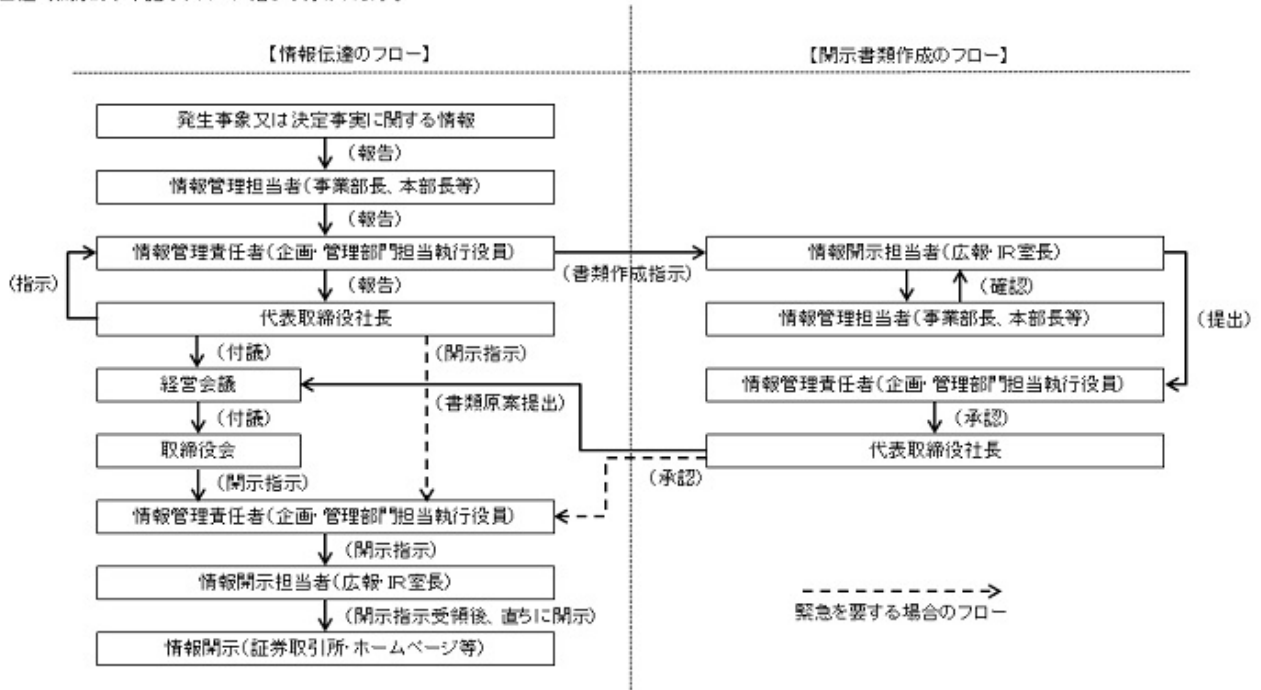 【情報伝達のフロー】
発生事象又は決定事実に関する情報
(報告)
情報管理担当者(事業部長、本部長等)
(報告)
情報管理責任者(企画・管理部門担当執行役員)
(指示)
(報告)
代表取締役社長
(付議)
(開示指示)
経営会議
(書類原案提出)
(付議)
取締役会
(開示指示)
情報管理責任者(企画・管理部門担当執行役員)
(開示指示)
情報開示担当者(広報・IR室長)
(開示指示受領後、直ちに開示)
情報開示(証券取引所・ホームページ等)
【開示書類作成のフロー】
(書類作成指示)
情報開示担当者(広報・IR室長)
(確認)
情報管理担当者(事業部長、本部長等)
(提出)
情報管理責任者(企画・管理部門担当執行役員)
(承認)
代表取締役社長
(承認)
緊急を要する場合のフロー